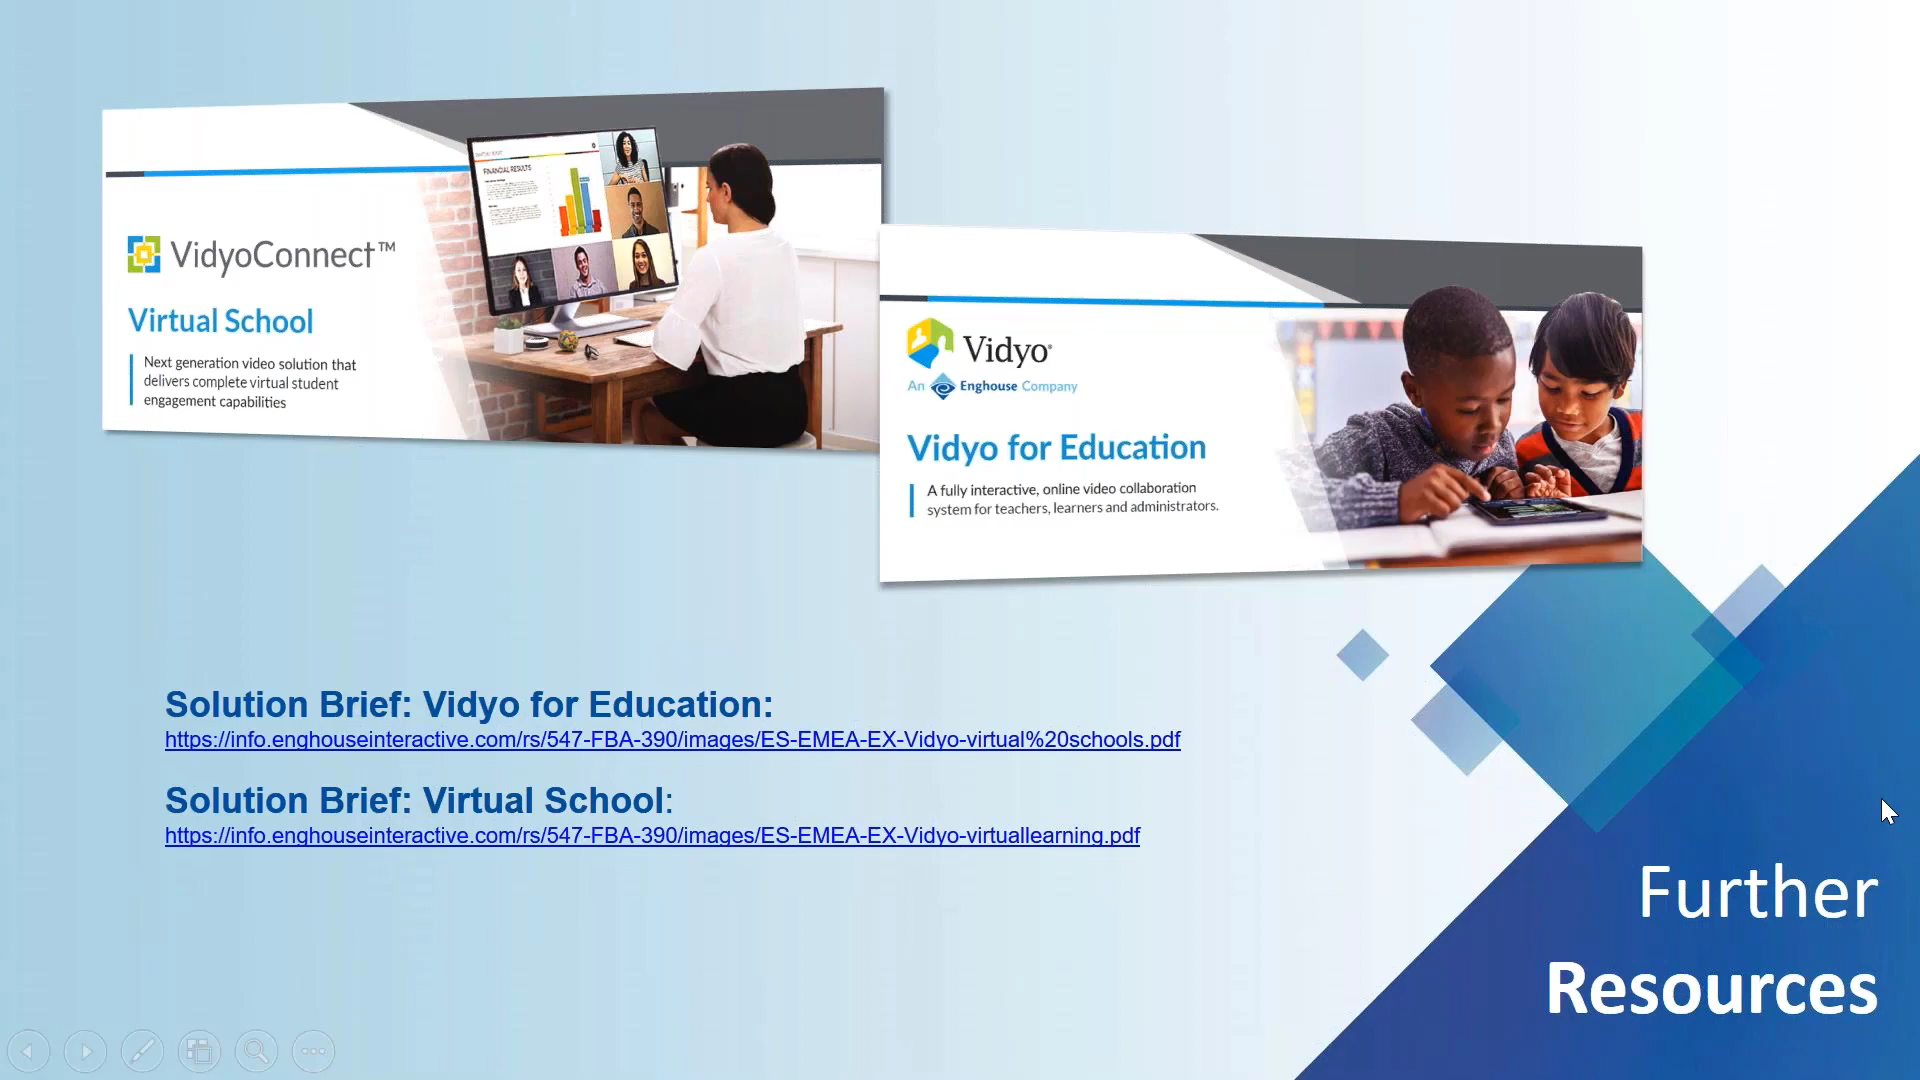 VidyoConnect™
Virtual School
Next generation video solution that
delivers complete virtual student
engagement capabilities
FINANCIAL RESULTS
Vidyo®
An Enghouse Company
Vidyo for Education
A fully interactive, online video collaboration
system for teachers, learners and administrators.
Solution Brief: Vidyo for Education:
https://info.enghouseinteractive.com/rs/547-FBA-390/images/ES-EMEA-EX-Vidyo-virtual%20schools.pdf
Solution Brief: Virtual School:
https://info.enghouseinteractive.com/rs/547-FBA-390/images/ES-EMEA-EX-Vidyo-virtuallearning.pdf
Further
Resources